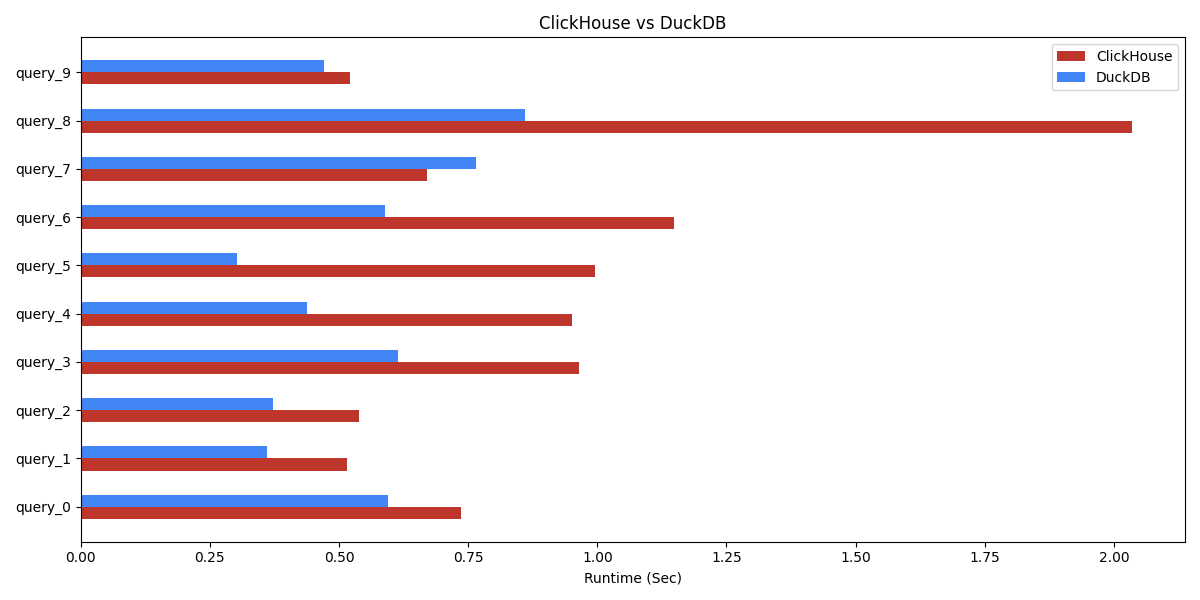 ClickHouse vs DuckDB
ClickHouse
DuckDB
query_9
query_8
query_7
query_6
query_5
query_4
query_3
query_2
query_1
query_0
0.00 0.25 0.50 0.75 1.00 1.25 1.50 1.75 2.00
Runtime (Sec)